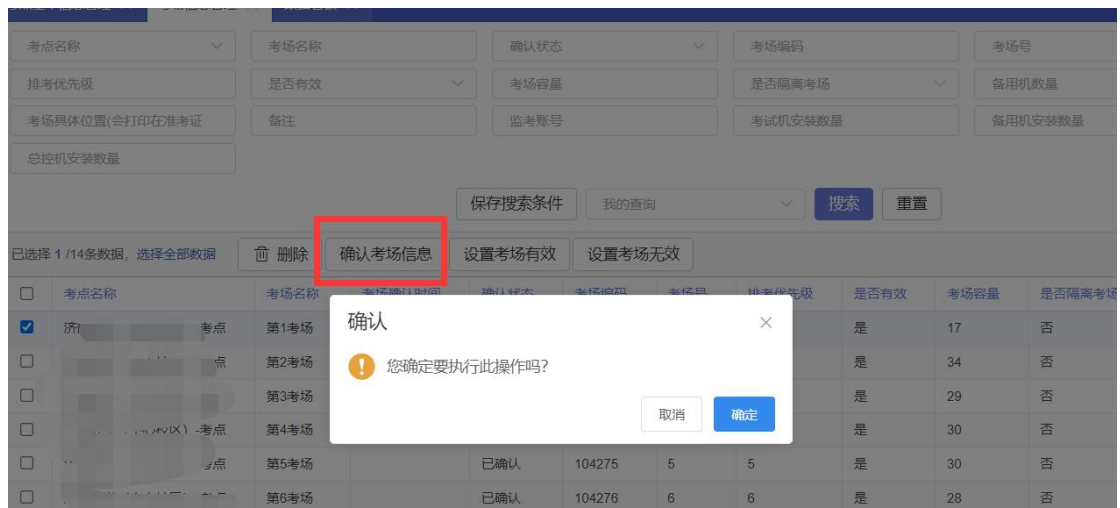 考点名称 考场名称 确认状态 考场编码 考场号
排考优先级 是否有效 考场容量 是否隔离考场 备用机数量
考场具体位置(会打印在准考证 备注 监考账号 考试机安装数量 备用机安装数量
总控机安装数量
保存搜索条件 我的查询 搜索 重置
已选择 1 /14条数据, 选择全部数据 删除 确认考场信息 设置考场有效 设置考场无效
考点名称 考场名称 考场确认时间 确认状态 考场编码 考场号 排考优先级 是否有效 考场容量 是否隔离考场
确认
济 考点 第1考场 是 17 否
您确定要执行此操作吗?
点 第2考场 是 34 否
第3考场 是 29 否
取消 确定
校区) -考点 第4考场 是 30 否
考点 第5考场 已确认 104275 5 5 是 30 否
第6考场 已确认 104276 6 6 是 28 否